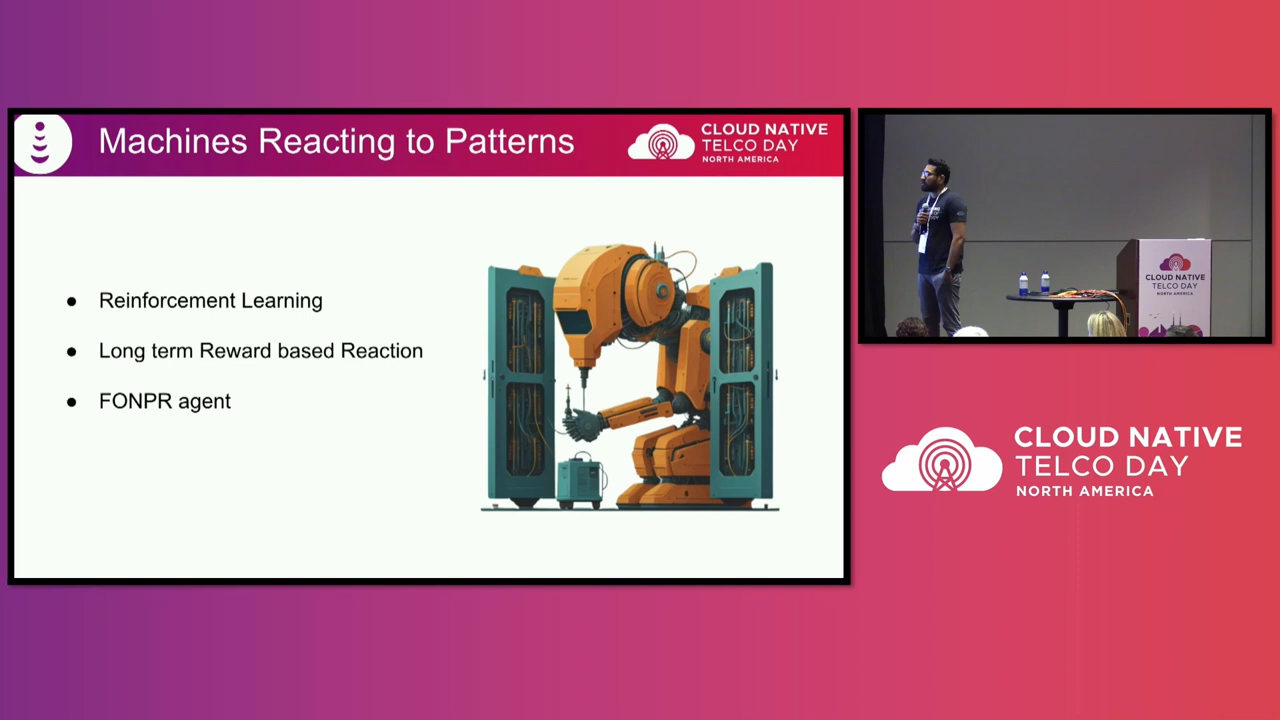 Machines Reacting to Patterns
CLOUD NATIVE
TELCO DAY
NORTH AMERICA
Reinforcement Learning
Long term Reward based Reaction
FONPR agent
CLOUD NATIVE
TELCO DAY
NORTH AMERICA
CLOUD NATIVE
TELCO DAY
NORTH AMERICA